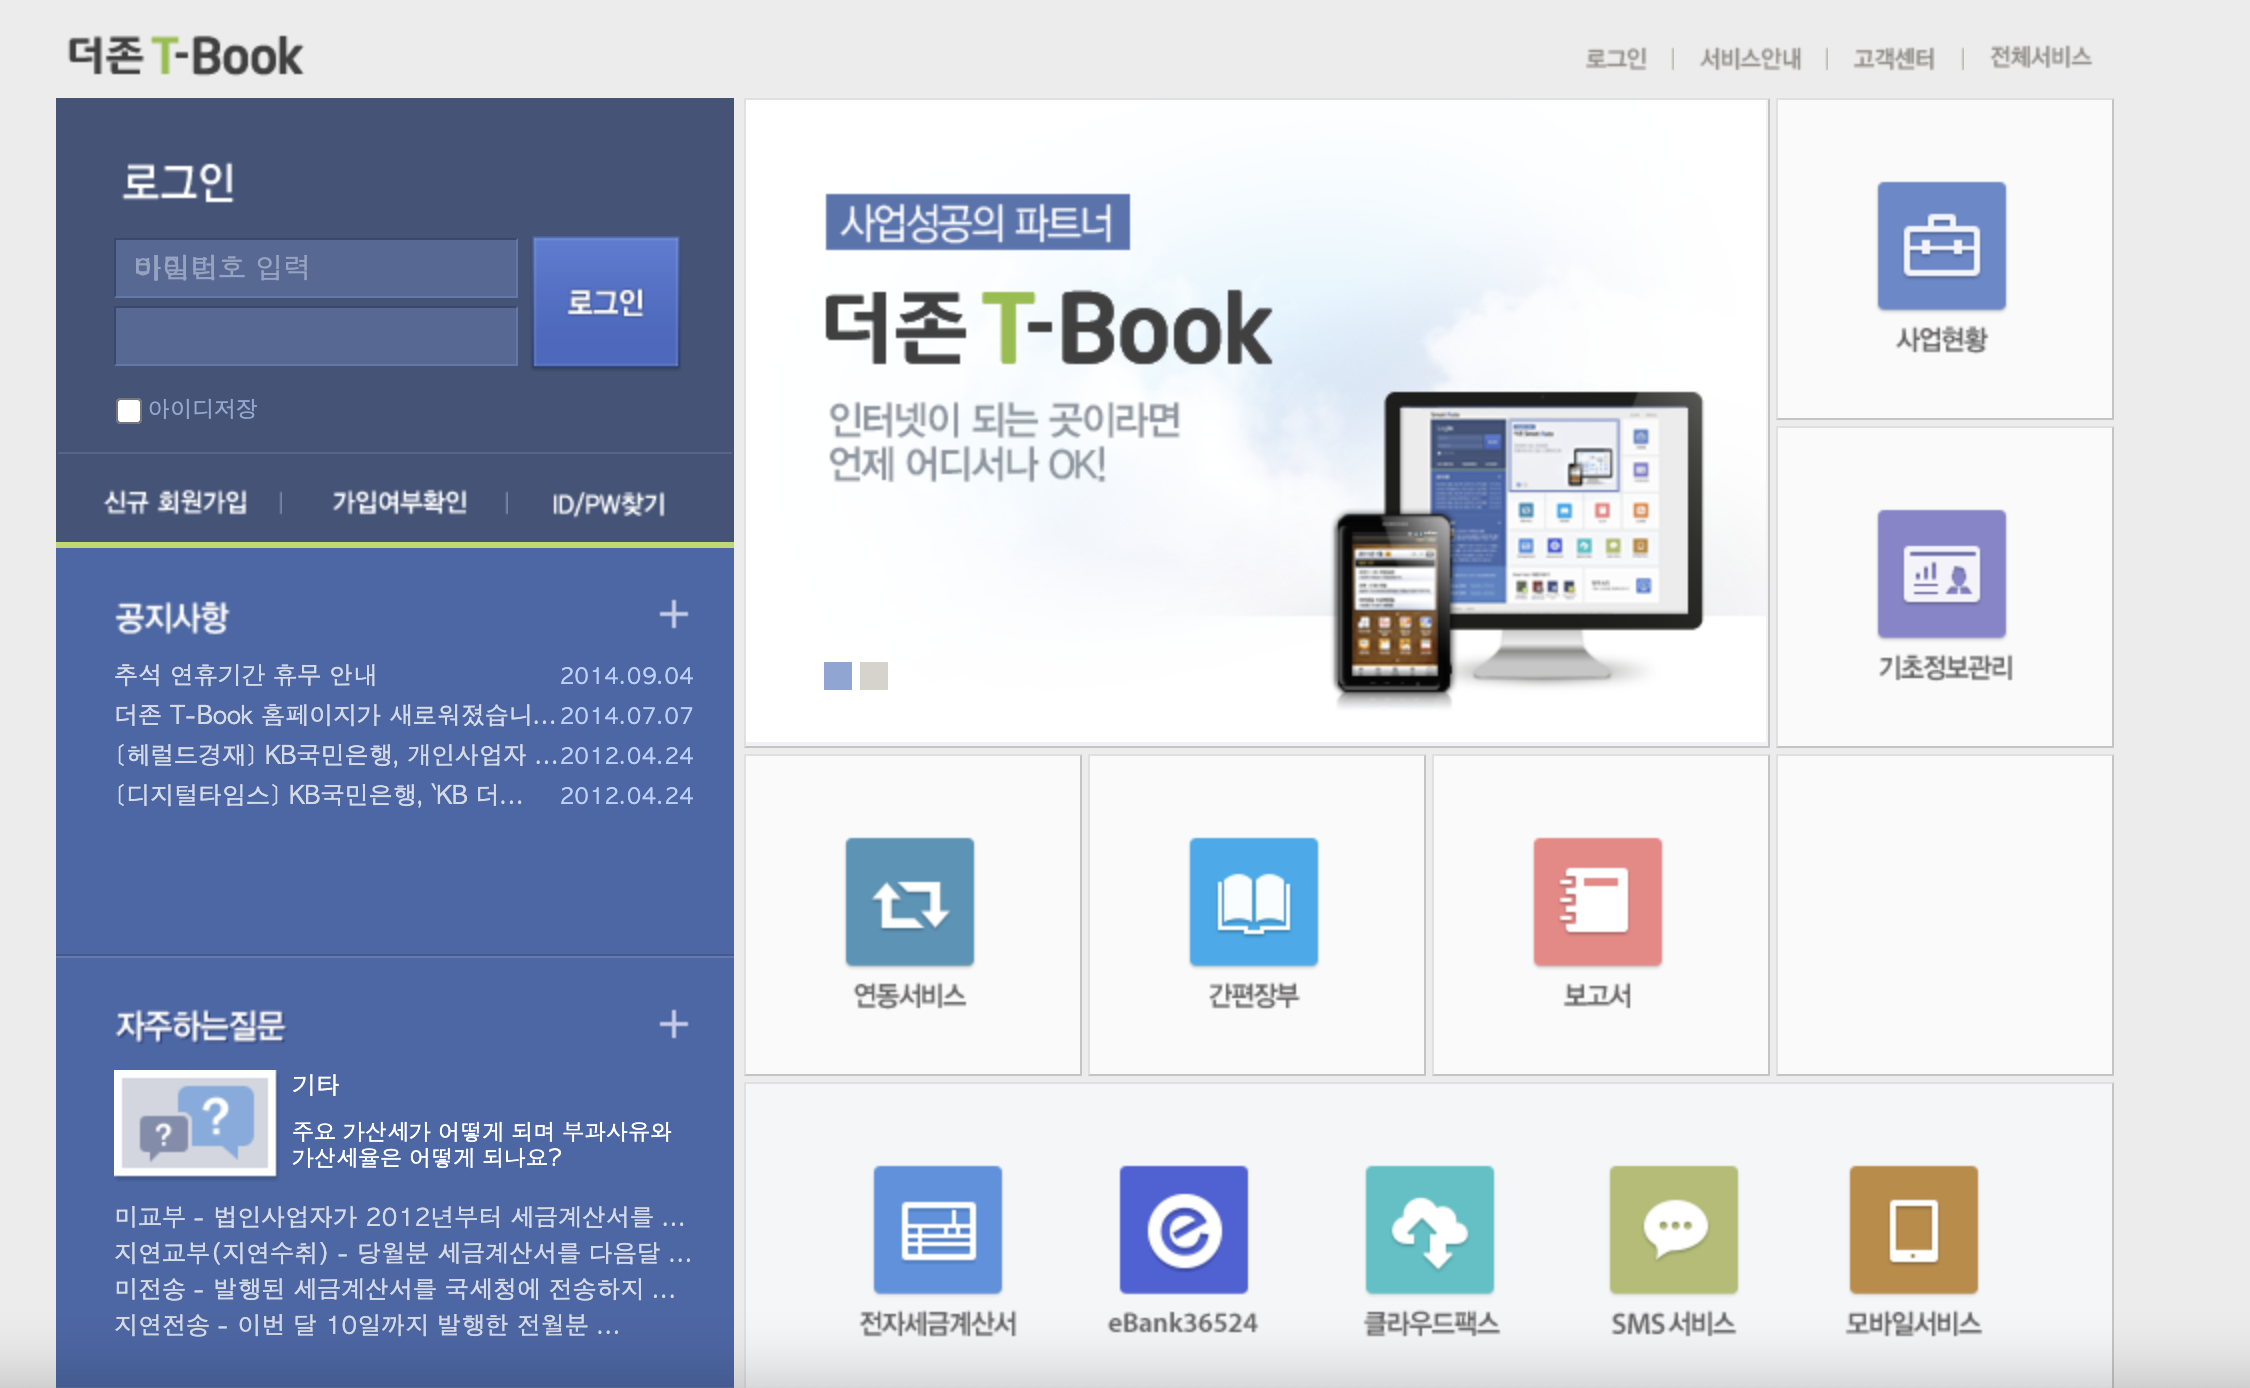 더존 T-Book
로그인 | 서비스안내 | 고객센터 | 전체서비스
로그인
로그인
아이디저장
신규 회원가입 | 가입여부확인 | ID/PW찾기
공지사항
추석 연휴기간 휴무 안내 2014.09.04
더존 T-Book 홈페이지가 새로워졌습니... 2014.07.07
[헤럴드경재] KB국민은행, 개인사업자 ... 2012.04.24
[디지털타임스] KB국민은행, `KB 더... 2012.04.24
자주하는질문
기타
주요 가산세가 어떻게 되며 부과사유와
가산세율은 어떻게 되나요?
미교부 - 법인사업자가 2012년부터 세금계산서를 ...
지연교부(지연수취) - 당월분 세금계산서를 다음달 ...
미전송 - 발행된 세금계산서를 국세청에 전송하지 ...
지연전송 - 이번 달 10일까지 발행한 전월분 ...
사업성공의 파트너
더존 T-Book
인터넷이 되는 곳이라면
언제 어디서나 OK!
사업현황
기초정보관리
연동서비스
간편장부
보고서
전자세금계산서
eBank36524
클라우드팩스
SMS 서비스
모바일서비스